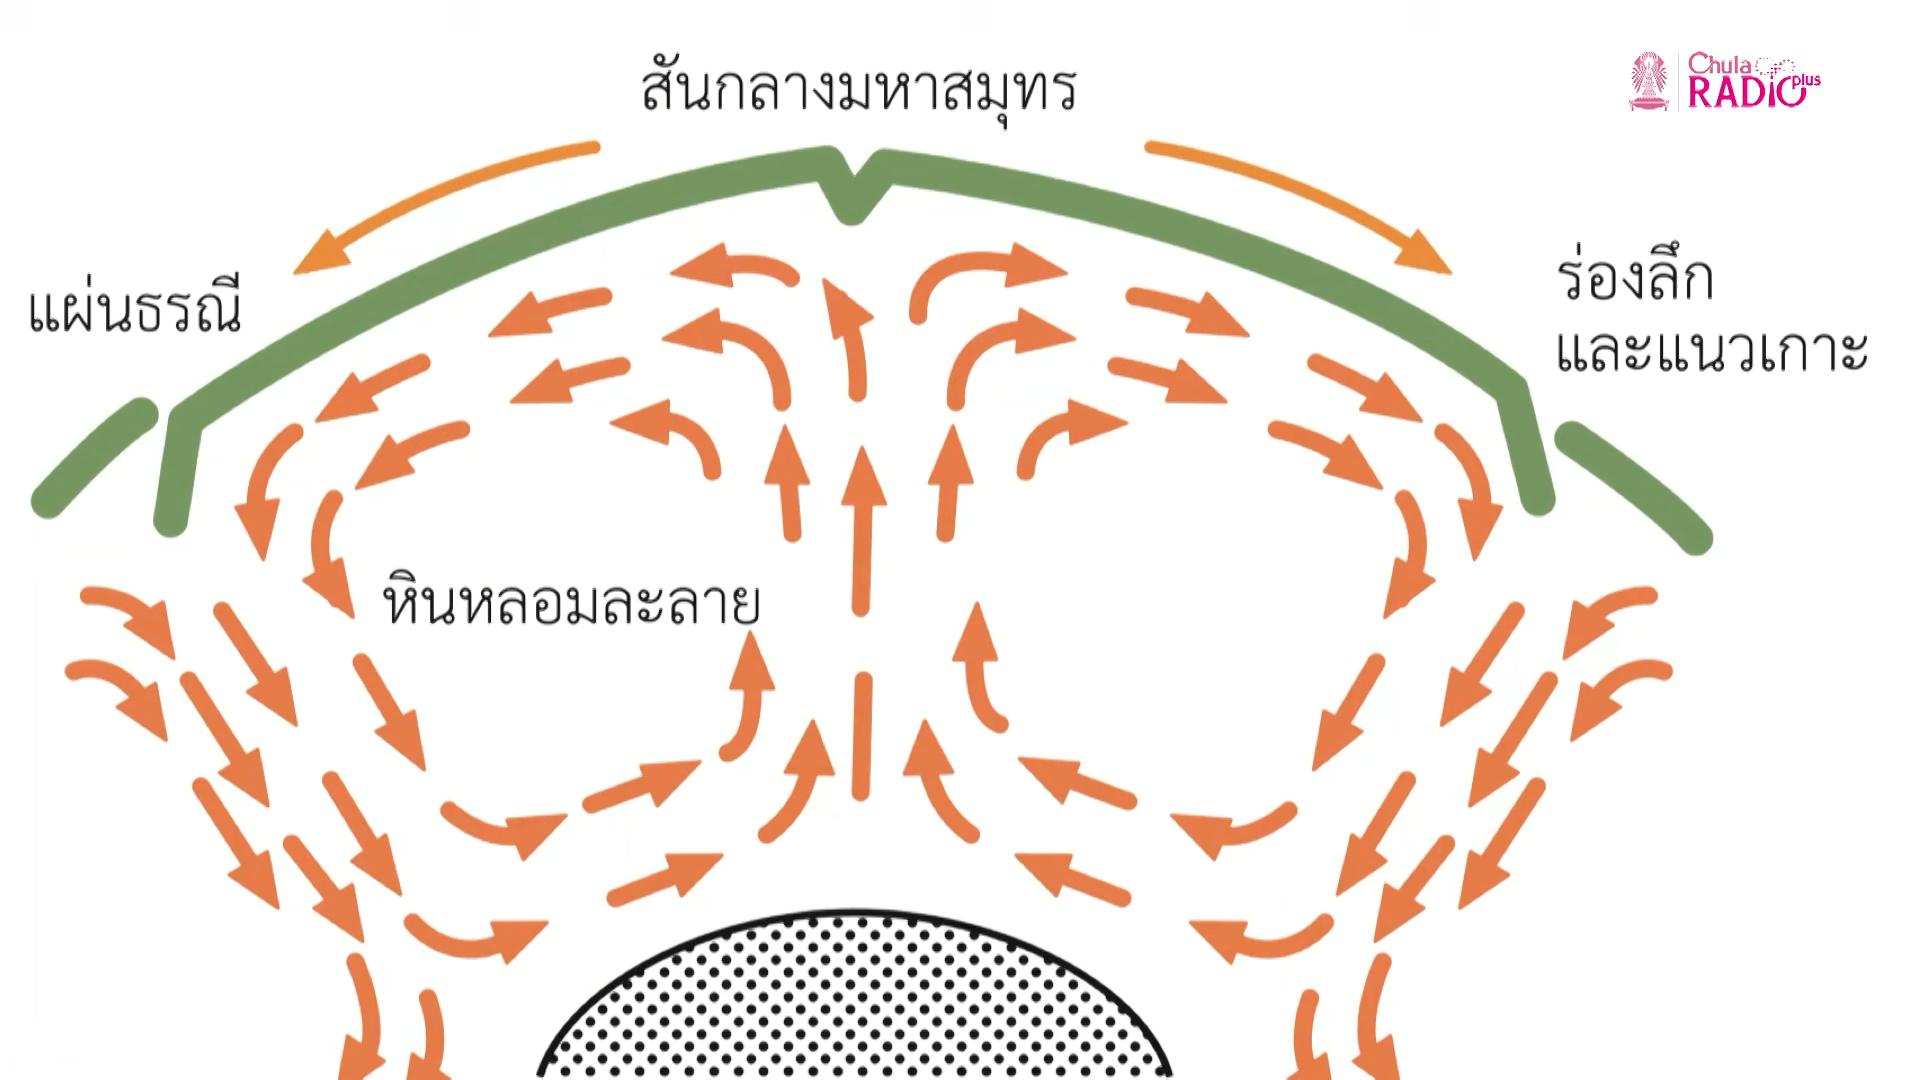 สันกลางมหาสมุทร
Chula
RADIO plus
แผ่นธรณี
ร่องลึก
และแนวเกาะ
หินหลอมละลาย